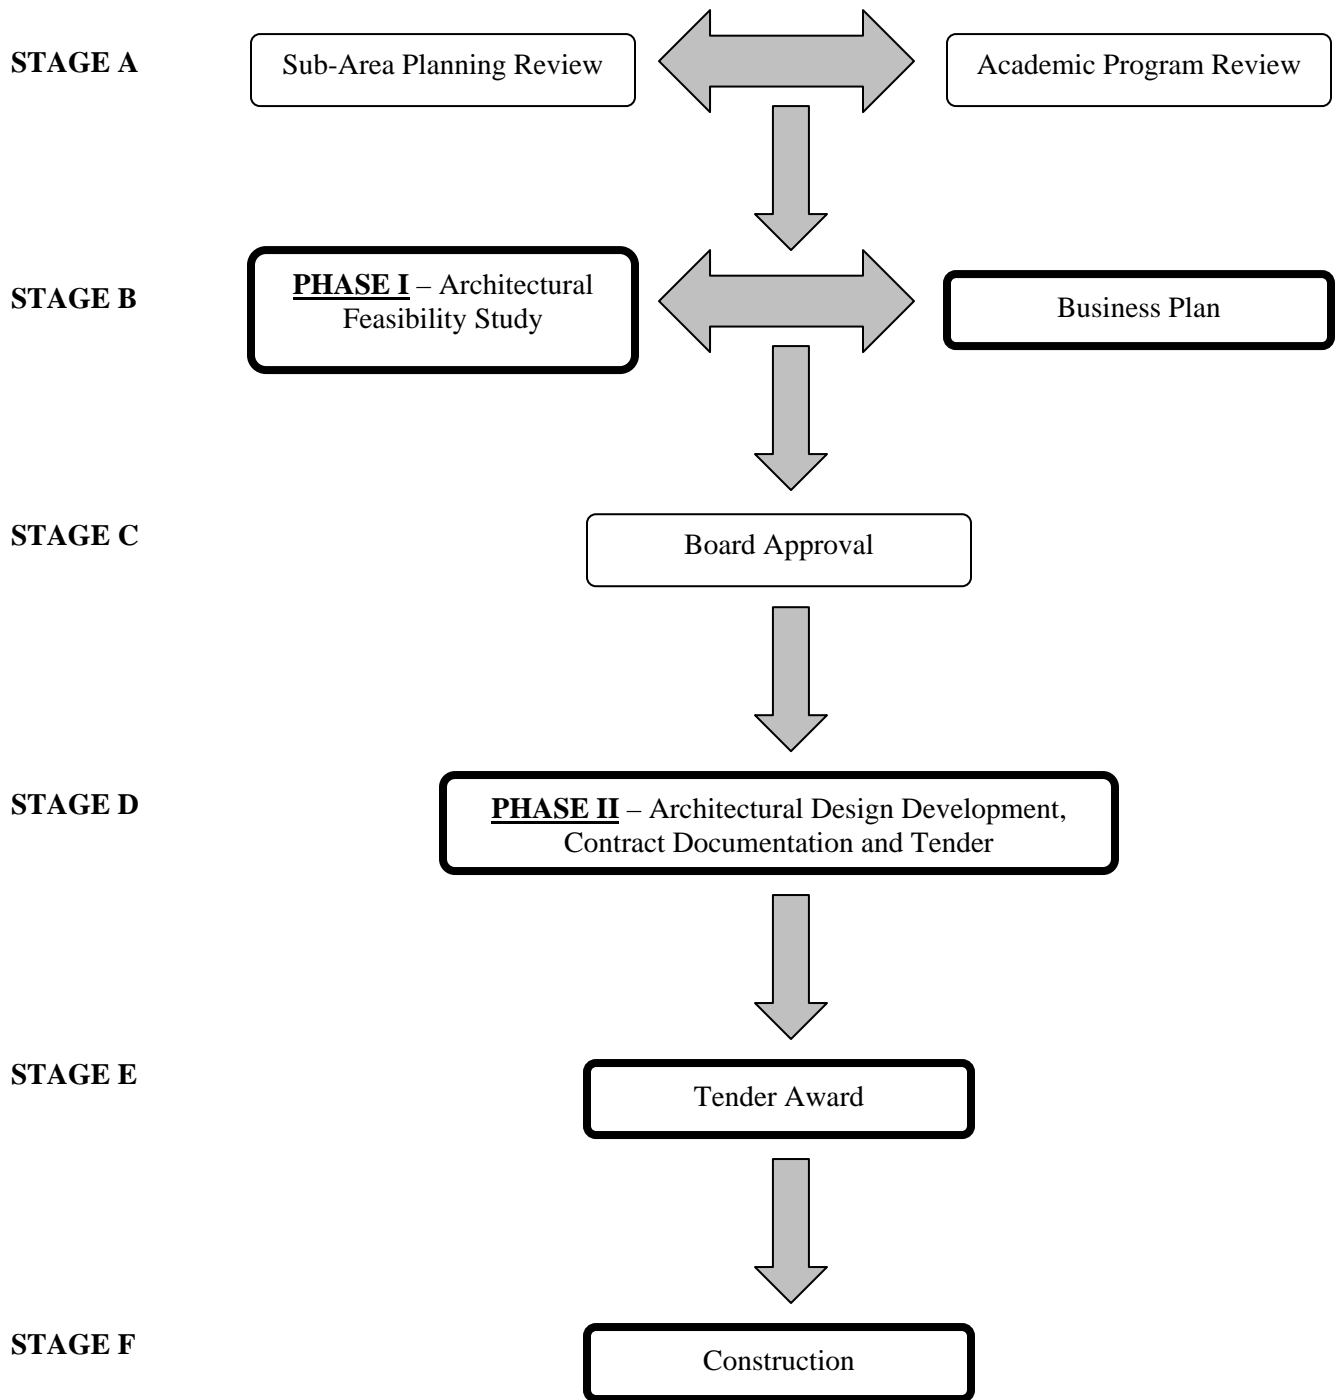 STAGE A
Sub-Area Planning Review
Academic Program Review
STAGE B
PHASE I – Architectural
Feasibility Study
Business Plan
STAGE C
Board Approval
STAGE D
PHASE II – Architectural Design Development,
Contract Documentation and Tender
STAGE E
Tender Award
STAGE F
Construction